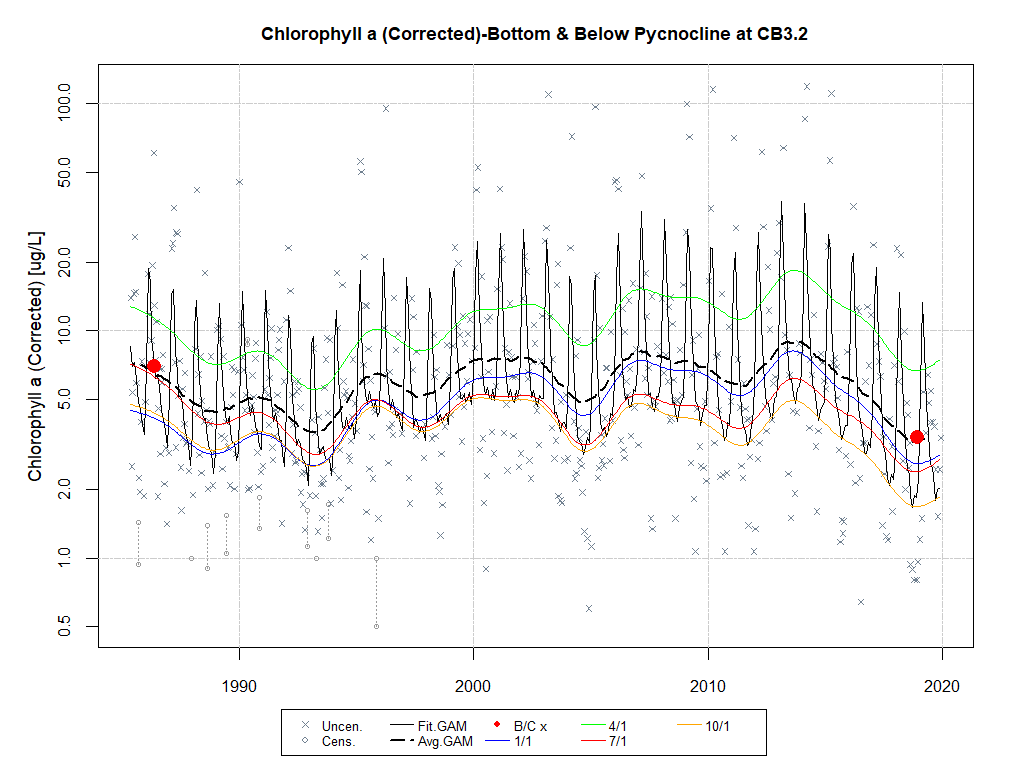 Chlorophyll a (Corrected)-Bottom & Below Pycnocline at CB3.2
Chlorophyll a (Corrected) [ug/L]
100.0
50.0
20.0
10.0
5.0
2.0
1.0
0.5
1990 2000 2010 2020
Uncen. Fit.GAM B/C x 4/1 10/1
Cens. Avg.GAM 1/1 7/1